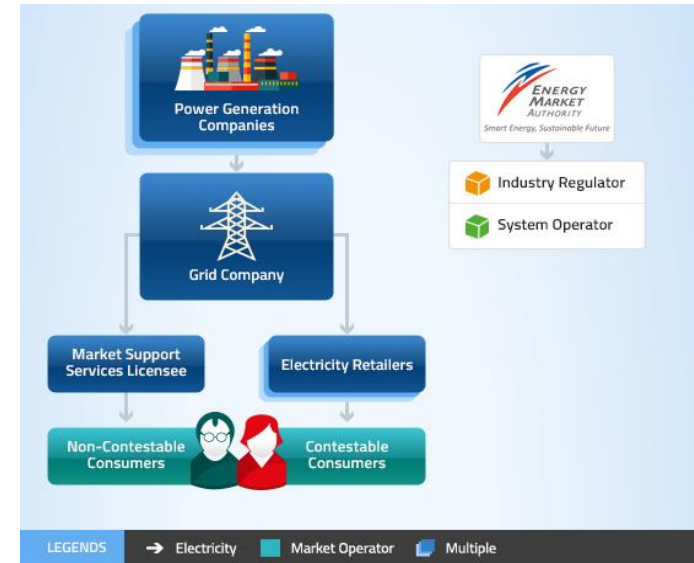 Power Generation
Companies
ENERGY
MARKET
AUTHORITY
Smart Energy, Sustainable Future
Industry Regulator
System Operator
Grid Company
Market Support
Services Licensee
Electricity Retailers
Non-Contestable
Consumers
Contestable
Consumers
LEGENDS
Electricity
Market Operator
Multiple